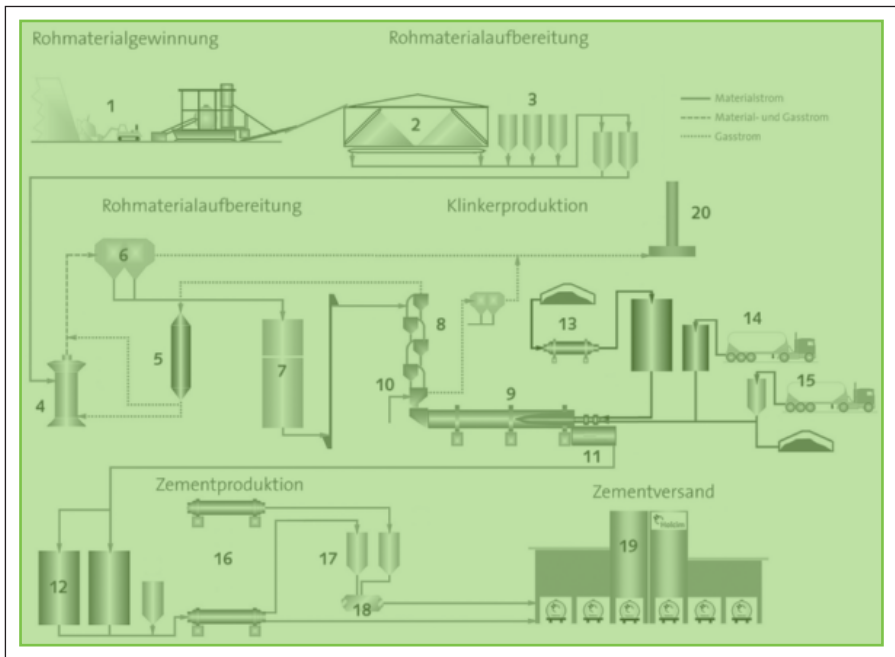 Rohmaterialgewinnung
Rohmaterialaufbereitung
1
2
3
Materialstrom
Material- und Gasstrom
Gasstrom
Rohmaterialaufbereitung
Klinkerproduktion
20
6
8
13
14
5
7
10
9
15
4
11
Zementproduktion
Zementversand
16
17
19
Holcim
12
18